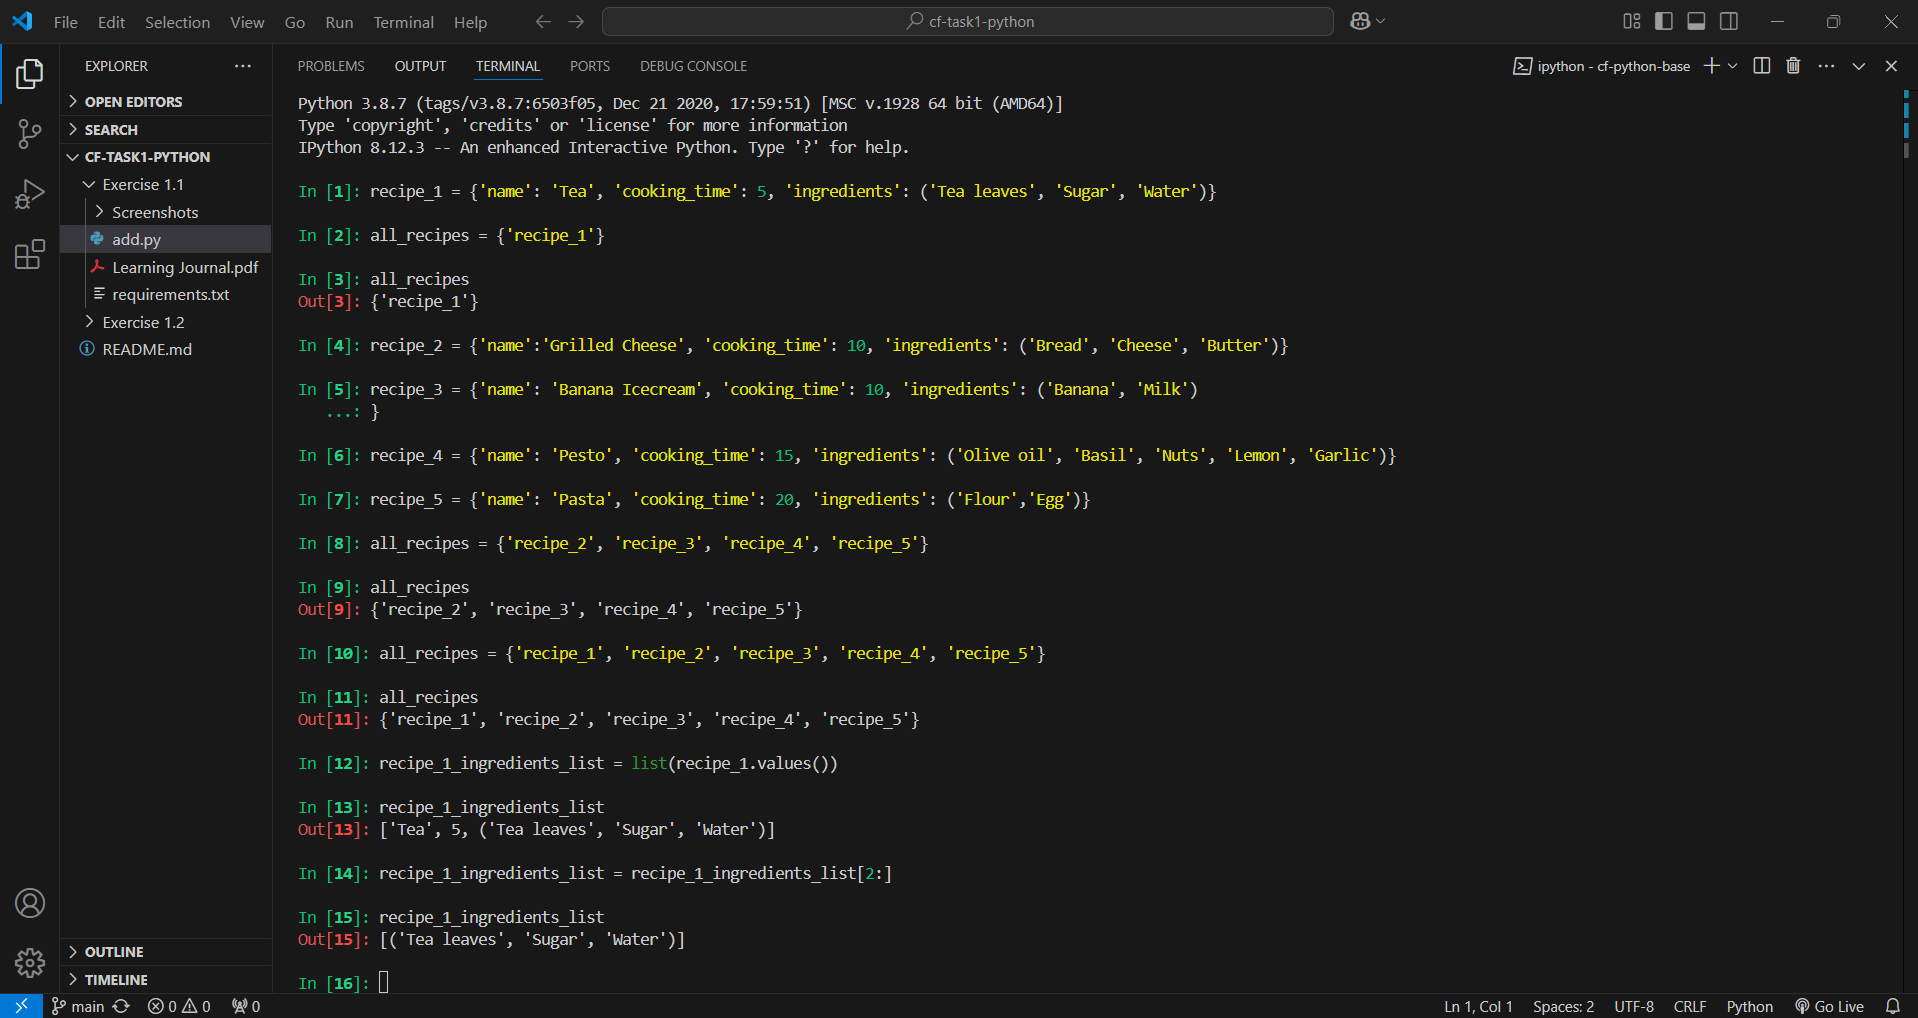 File Edit Selection View Go Run Terminal Help
cf-task1-python
EXPLORER
OPEN EDITORS
SEARCH
CF-TASK1-PYTHON
Exercise 1.1
Screenshots
add.py
Learning Journal.pdf
requirements.txt
Exercise 1.2
README.md
OUTLINE
TIMELINE
PROBLEMS OUTPUT TERMINAL PORTS DEBUG CONSOLE
ipython - cf-python-base
Python 3.8.7 (tags/v3.8.7:6503f05, Dec 21 2020, 17:59:51) [MSC v.1928 64 bit (AMD64)]
Type 'copyright', 'credits' or 'license' for more information
IPython 8.12.3 -- An enhanced Interactive Python. Type '?' for help.
In [1]: recipe_1 = {'name': 'Tea', 'cooking_time': 5, 'ingredients': ('Tea leaves', 'Sugar', 'Water')}
In [2]: all_recipes = {'recipe_1'}
In [3]: all_recipes
Out[3]: {'recipe_1'}
In [4]: recipe_2 = {'name':'Grilled Cheese', 'cooking_time': 10, 'ingredients': ('Bread', 'Cheese', 'Butter')}
In [5]: recipe_3 = {'name': 'Banana Icecream', 'cooking_time': 10, 'ingredients': ('Banana', 'Milk')
...: }
In [6]: recipe_4 = {'name': 'Pesto', 'cooking_time': 15, 'ingredients': ('Olive oil', 'Basil', 'Nuts', 'Lemon', 'Garlic')}
In [7]: recipe_5 = {'name': 'Pasta', 'cooking_time': 20, 'ingredients': ('Flour','Egg')}
In [8]: all_recipes = {'recipe_2', 'recipe_3', 'recipe_4', 'recipe_5'}
In [9]: all_recipes
Out[9]: {'recipe_2', 'recipe_3', 'recipe_4', 'recipe_5'}
In [10]: all_recipes = {'recipe_1', 'recipe_2', 'recipe_3', 'recipe_4', 'recipe_5'}
In [11]: all_recipes
Out[11]: {'recipe_1', 'recipe_2', 'recipe_3', 'recipe_4', 'recipe_5'}
In [12]: recipe_1_ingredients_list = list(recipe_1.values())
In [13]: recipe_1_ingredients_list
Out[13]: ['Tea', 5, ('Tea leaves', 'Sugar', 'Water')]
In [14]: recipe_1_ingredients_list = recipe_1_ingredients_list[2:]
In [15]: recipe_1_ingredients_list
Out[15]: [('Tea leaves', 'Sugar', 'Water')]
In [16]:
main 0 0 0 Ln 1, Col 1 Spaces: 2 UTF-8 CRLF Python Go Live